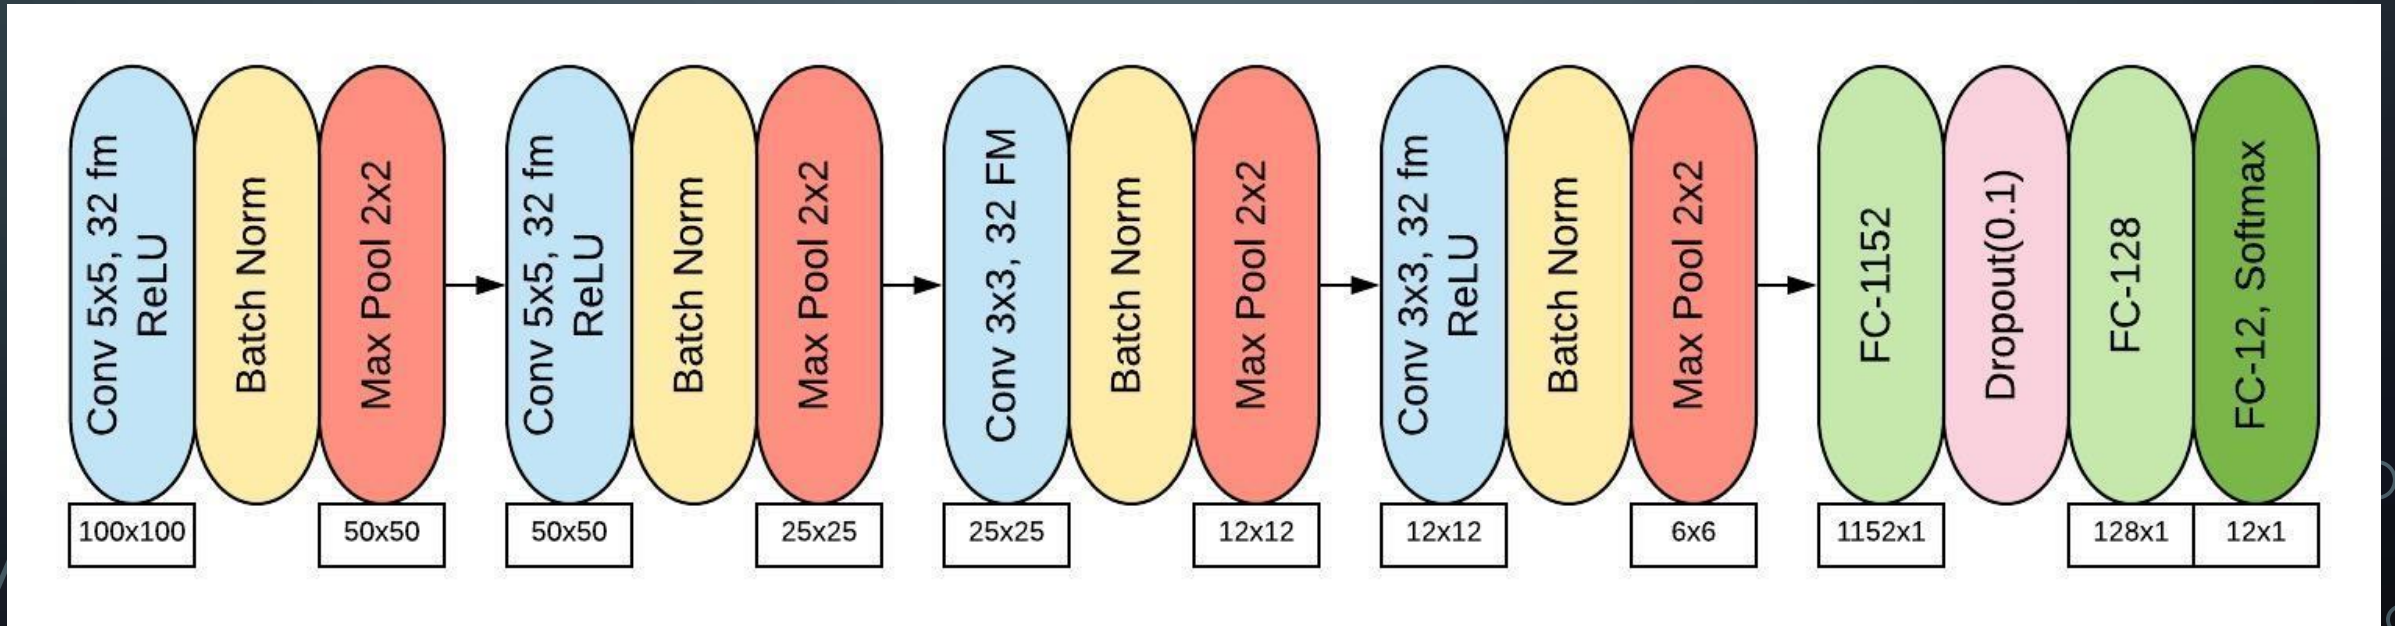 Conv 5x5, 32 fm
ReLU
Batch Norm
Max Pool 2x2
Conv 5x5, 32 fm
ReLU
Batch Norm
Max Pool 2x2
Conv 3x3, 32 FM
Batch Norm
Max Pool 2x2
Conv 3x3, 32 fm
ReLU
Batch Norm
Max Pool 2x2
FC-1152
Dropout(0.1)
FC-128
FC-12, Softmax
100x100
50x50
50x50
25x25
25x25
12x12
12x12
6x6
1152x1
128x1
12x1